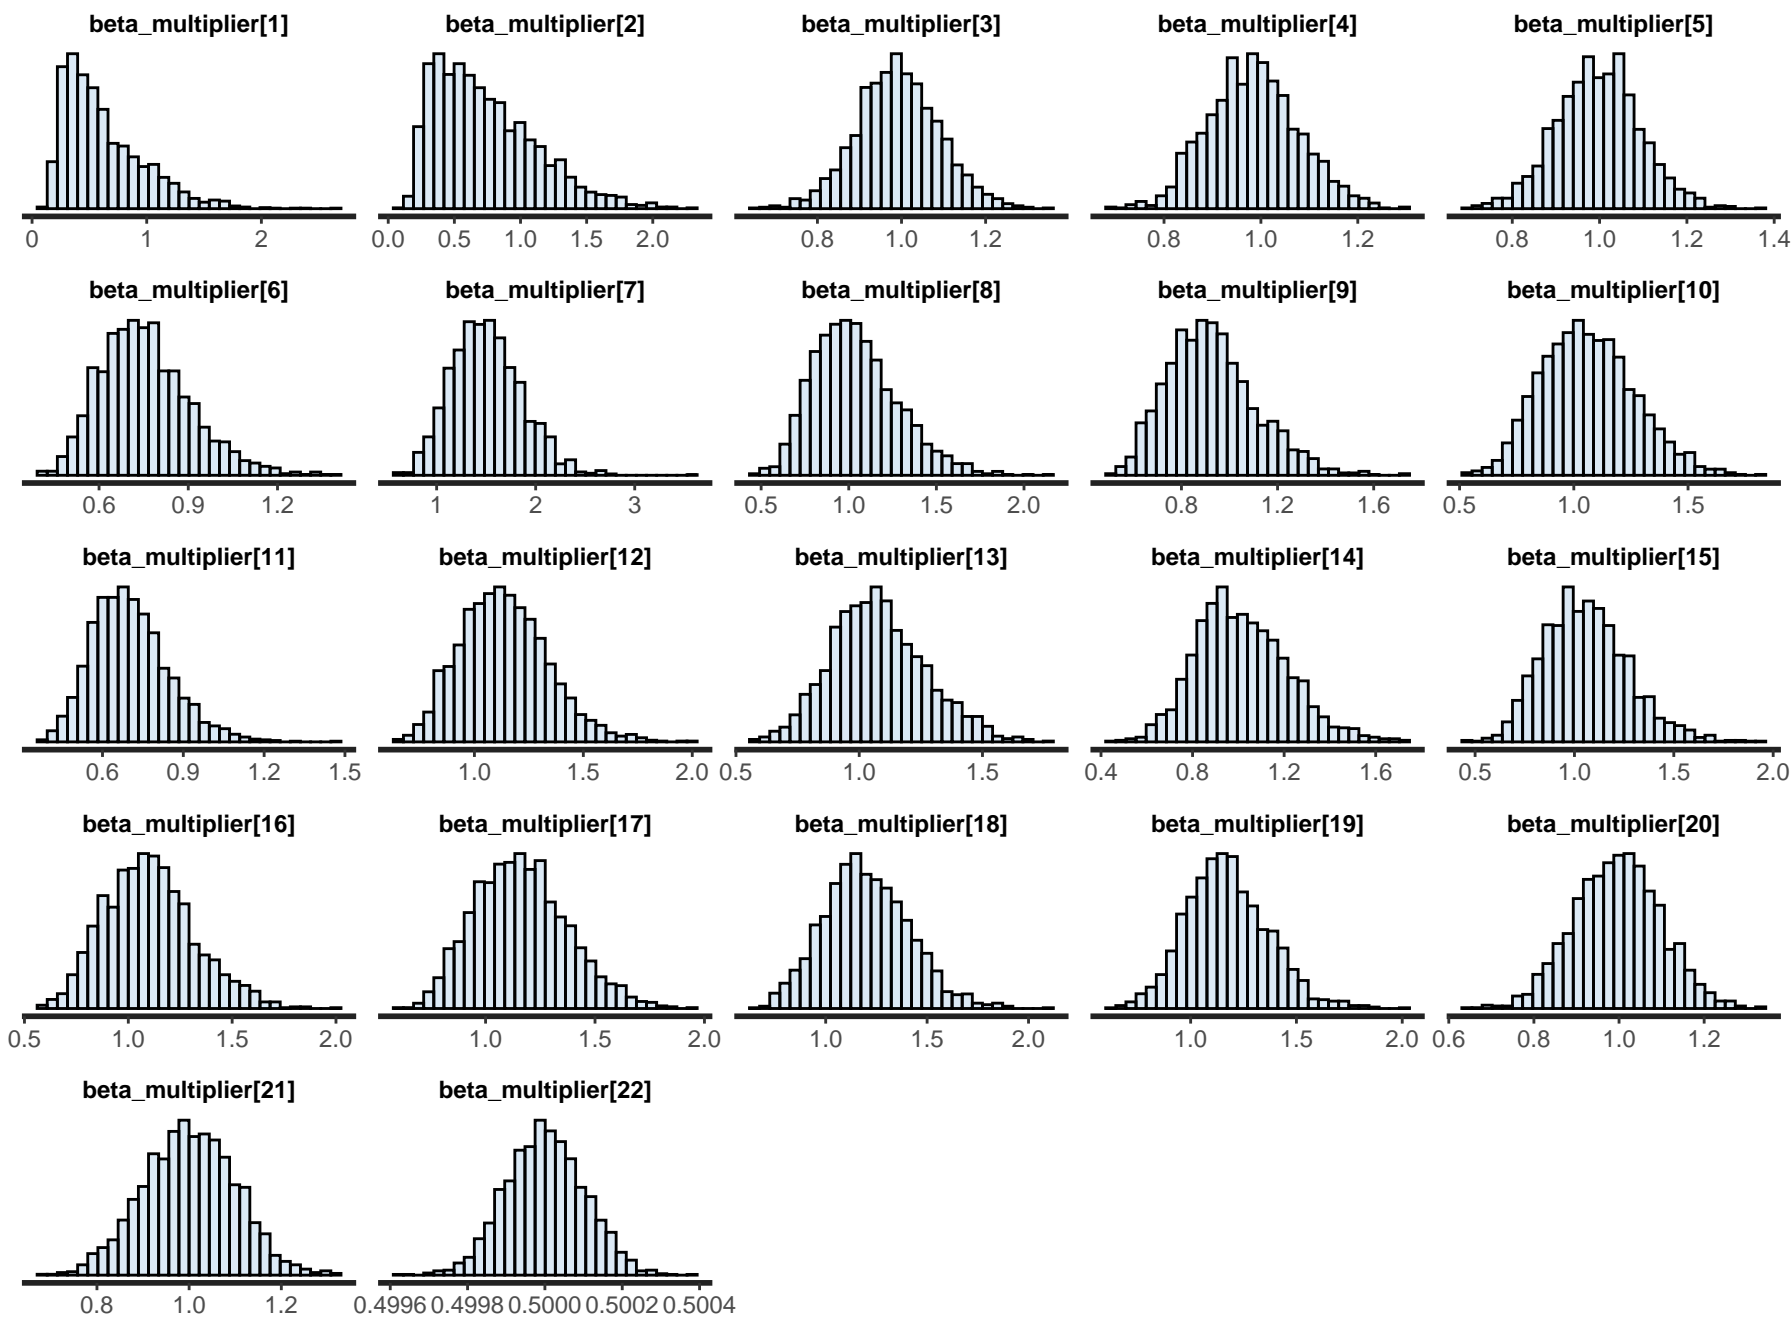 beta_multiplier[1] beta_multiplier[2] beta_multiplier[3] beta_multiplier[4] beta_multiplier[5]
0 1 2 0.0 0.5 1.0 1.5 2.0 0.8 1.0 1.2 0.8 1.0 1.2 0.8 1.0 1.2 1.4
beta_multiplier[6] beta_multiplier[7] beta_multiplier[8] beta_multiplier[9] beta_multiplier[10]
0.6 0.9 1.2 1 2 3 0.5 1.0 1.5 2.0 0.8 1.2 1.6 0.5 1.0 1.5
beta_multiplier[11] beta_multiplier[12] beta_multiplier[13] beta_multiplier[14] beta_multiplier[15]
0.6 0.9 1.2 1.5 1.0 1.5 2.0 0.5 1.0 1.5 0.4 0.8 1.2 1.6 0.5 1.0 1.5 2.0
beta_multiplier[16] beta_multiplier[17] beta_multiplier[18] beta_multiplier[19] beta_multiplier[20]
0.5 1.0 1.5 2.0 1.0 1.5 2.0 1.0 1.5 2.0 1.0 1.5 2.0 0.6 0.8 1.0 1.2
beta_multiplier[21] beta_multiplier[22]
0.8 1.0 1.2 0.4996 0.4998 0.5000 0.5002 0.5004